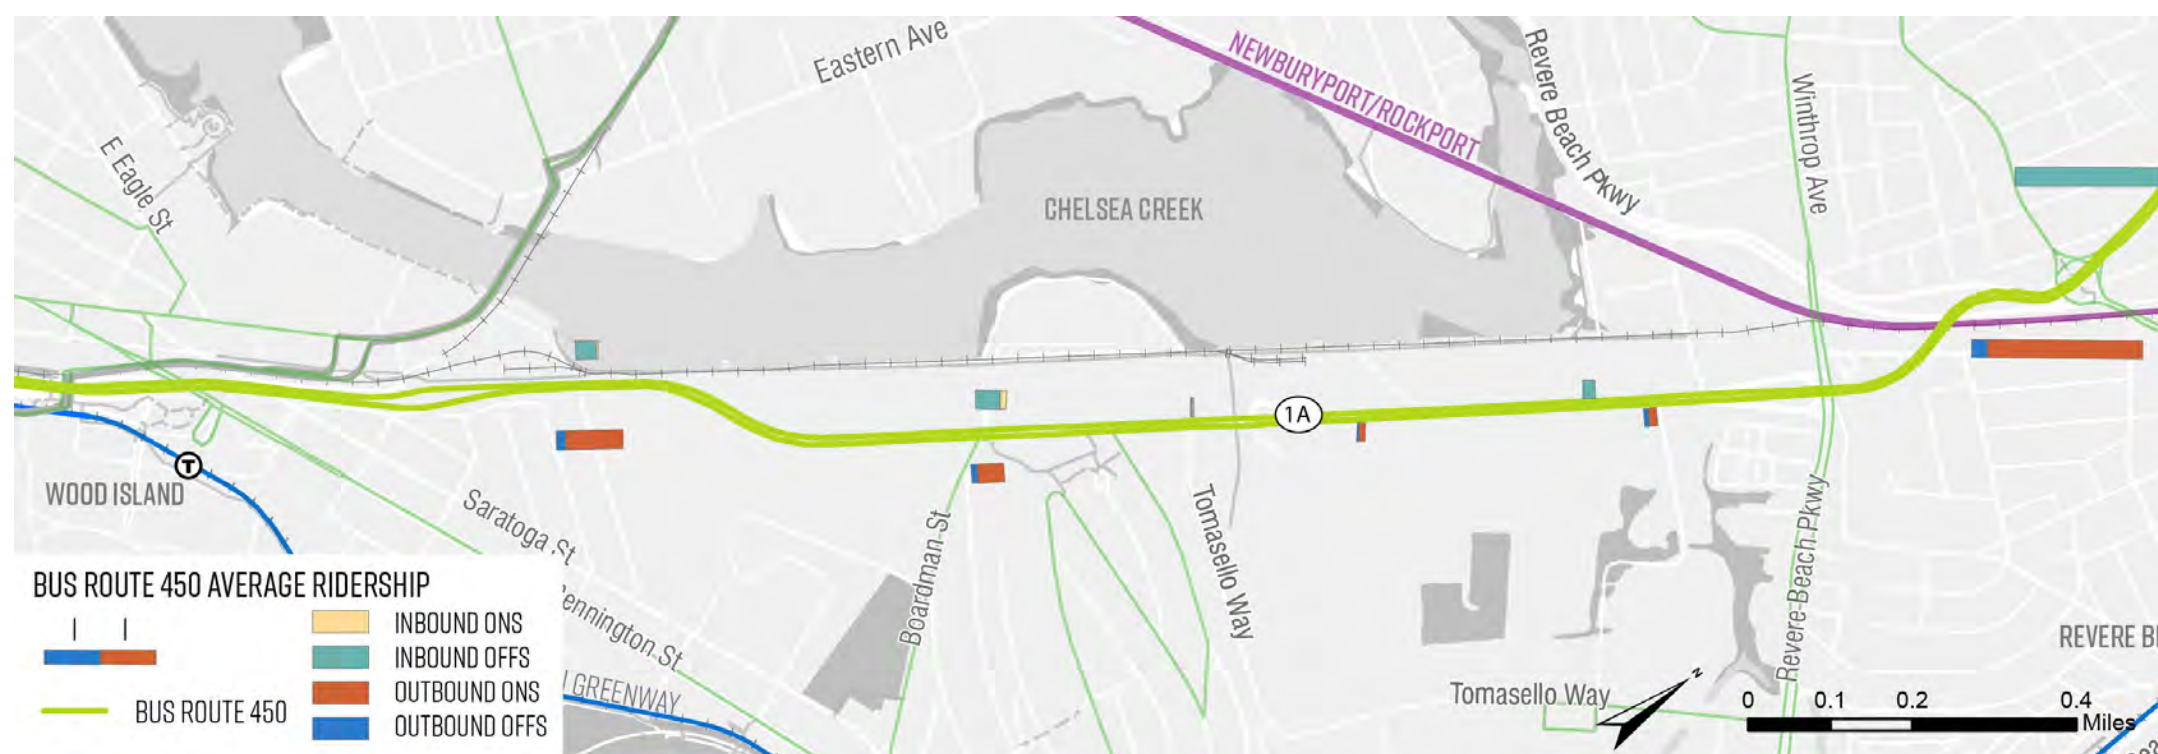 Eastern Ave
NEWBURYPORT/ROCKPORT
Revere Beach Pkwy
Winthrop Ave
E Eagle St
CHELSEA CREEK
1A
T
WOOD ISLAND
Saratoga St
Boardman St
Tomasello Way
Revere Beach Pkwy
REVERE
GREENWAY
Tomasello Way
N
0 0.1 0.2 0.4
Miles
BUS ROUTE 450 AVERAGE RIDERSHIP
INBOUND ONS
INBOUND OFFS
OUTBOUND ONS
OUTBOUND OFFS
BUS ROUTE 450